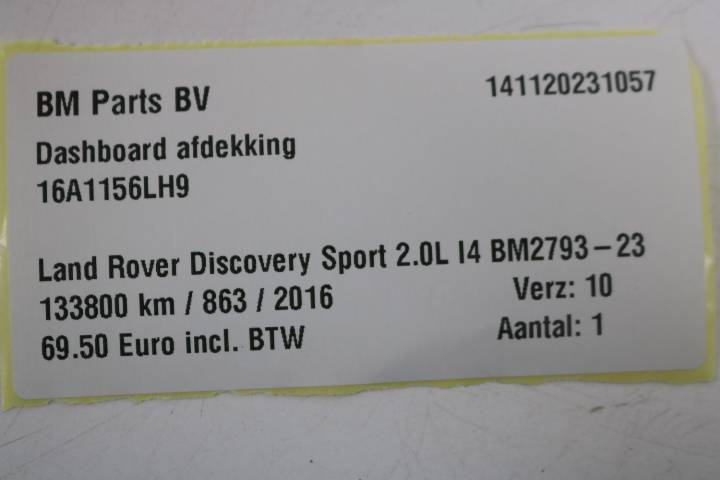 BM Parts BV 141120231057
Dashboard afdekking
16A1156LH9
Land Rover Discovery Sport 2.0L I4 BM2793-23
133800 km / 863 / 2016 Verz: 10
69.50 Euro incl. BTW Aantal: 1